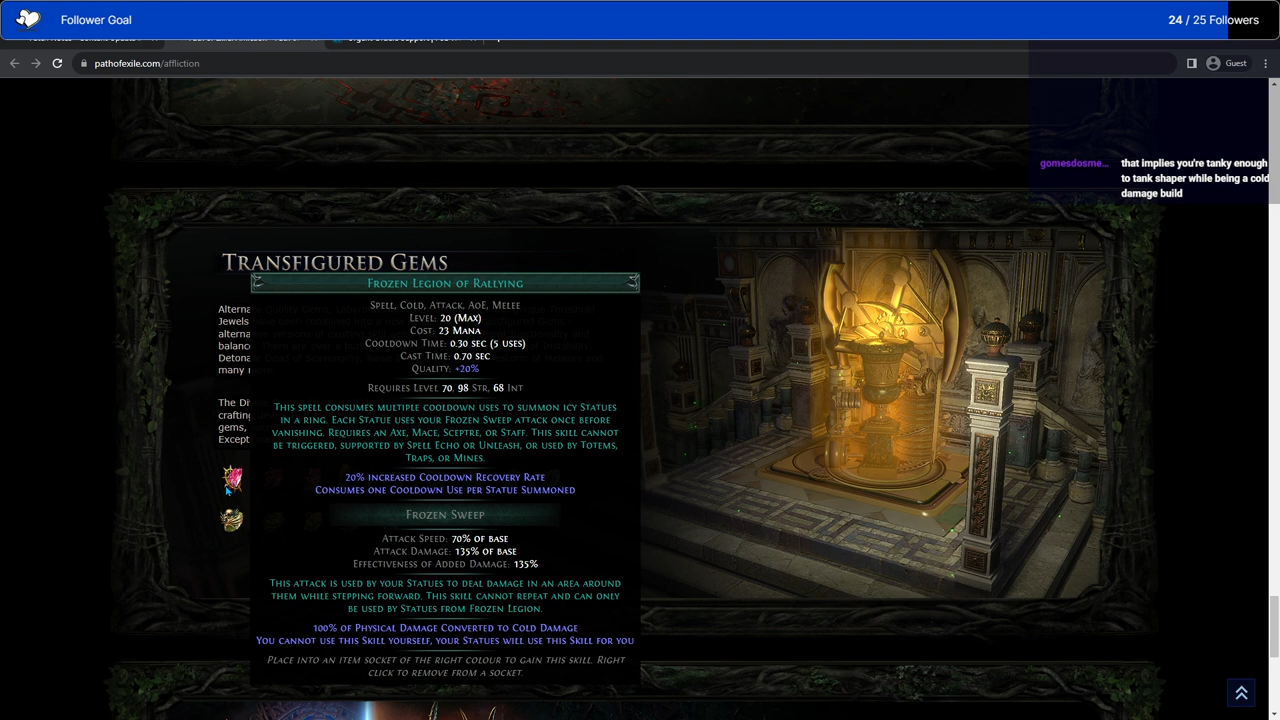 Follower Goal
24 / 25 Followers
pathofexile.com/affliction
Guest
gomesdosme...
that implies you're tanky enough
to tank shaper while being a cold
damage build
Transfigured Gems
Frozen Legion of Rallying
Spell, Cold, Attack, AoE, Melee
Level: 20 (Max)
Cost: 23 Mana
Cooldown Time: 0.30 sec (5 uses)
Cast Time: 0.70 sec
Quality: +20%
Requires Level 70, 98 Str, 68 Int
This spell consumes multiple cooldown uses to summon icy Statues
in a ring. Each Statue uses your Frozen Sweep attack once before
vanishing. Requires an Axe, Mace, Sceptre, or Staff. This skill cannot
be triggered, supported by Spell Echo or Unleash, or used by Totems,
Traps, or Mines.
20% increased Cooldown Recovery Rate
Consumes one Cooldown Use per Statue Summoned
Frozen Sweep
Attack Speed: 70% of base
Attack Damage: 135% of base
Effectiveness of Added Damage: 135%
This attack is used by your Statues to deal damage in an area around
them while stepping forward. This skill cannot repeat and can only
be used by Statues from Frozen Legion.
100% of Physical Damage Converted to Cold Damage
You cannot use this Skill yourself, your Statues will use this Skill for you
Place into an item socket of the right colour to gain this skill. Right
click to remove from a socket.